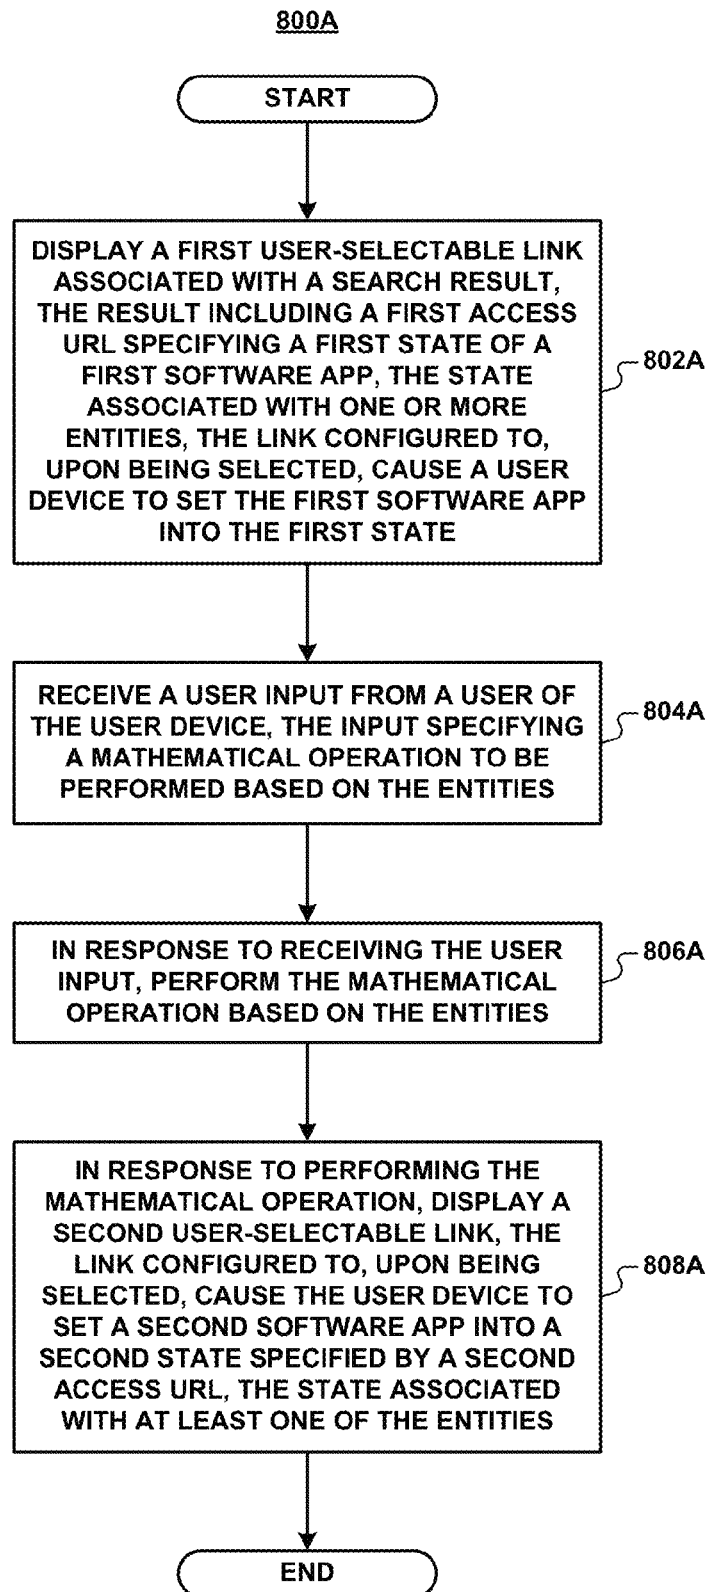 800A
START
DISPLAY A FIRST USER-SELECTABLE LINK
ASSOCIATED WITH A SEARCH RESULT,
THE RESULT INCLUDING A FIRST ACCESS
URL SPECIFYING A FIRST STATE OF A
FIRST SOFTWARE APP, THE STATE
ASSOCIATED WITH ONE OR MORE
ENTITIES, THE LINK CONFIGURED TO,
UPON BEING SELECTED, CAUSE A USER
DEVICE TO SET THE FIRST SOFTWARE APP
INTO THE FIRST STATE
802A
RECEIVE A USER INPUT FROM A USER OF
THE USER DEVICE, THE INPUT SPECIFYING
A MATHEMATICAL OPERATION TO BE
PERFORMED BASED ON THE ENTITIES
804A
IN RESPONSE TO RECEIVING THE USER
INPUT, PERFORM THE MATHEMATICAL
OPERATION BASED ON THE ENTITIES
806A
IN RESPONSE TO PERFORMING THE
MATHEMATICAL OPERATION, DISPLAY A
SECOND USER-SELECTABLE LINK, THE
LINK CONFIGURED TO, UPON BEING
SELECTED, CAUSE THE USER DEVICE TO
SET A SECOND SOFTWARE APP INTO A
SECOND STATE SPECIFIED BY A SECOND
ACCESS URL, THE STATE ASSOCIATED
WITH AT LEAST ONE OF THE ENTITIES
808A
END